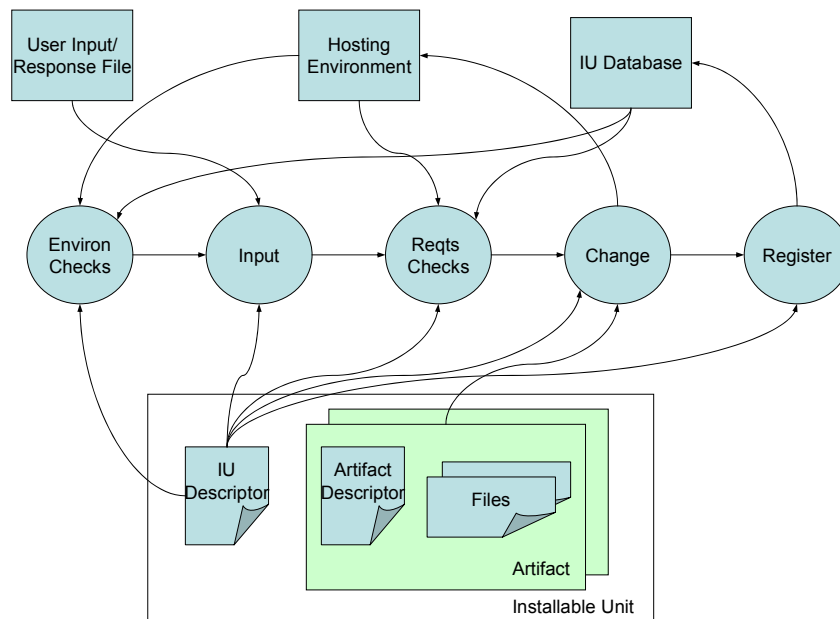 User Input/
Response File
Hosting
Environment
IU Database
Environ
Checks
Input
Reqts
Checks
Change
Register
IU
Descriptor
Artifact
Descriptor
Files
Artifact
Installable Unit